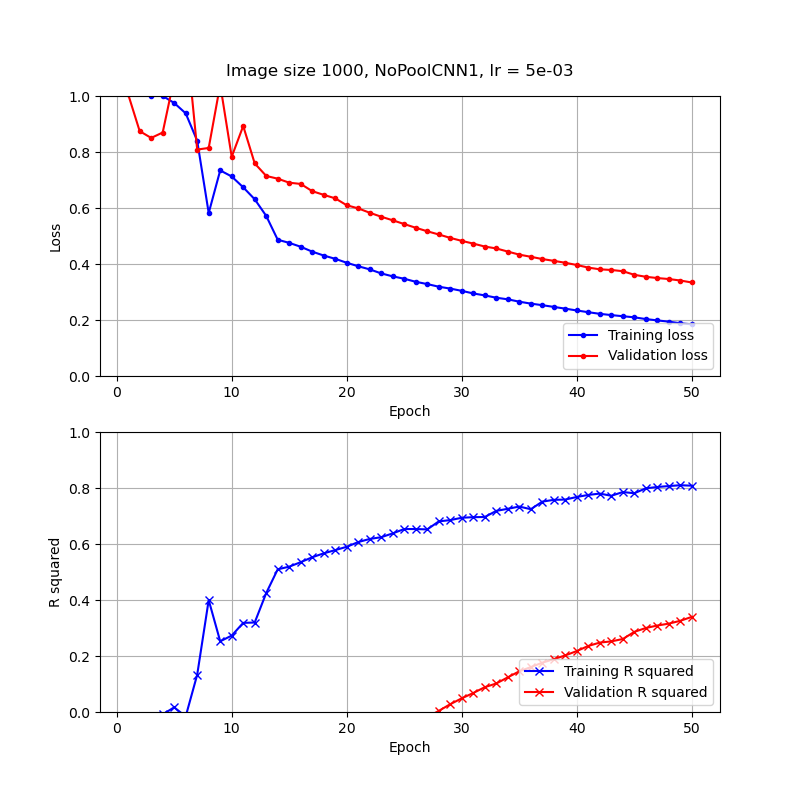 Image size 1000, NoPoolCNN1, lr = 5e-03
1.0
0.8
0.6
0.4
0.2
0.0
Loss
Training loss
Validation loss
0 10 20 30 40 50
Epoch
1.0
0.8
0.6
0.4
0.2
0.0
R squared
Training R squared
Validation R squared
0 10 20 30 40 50
Epoch